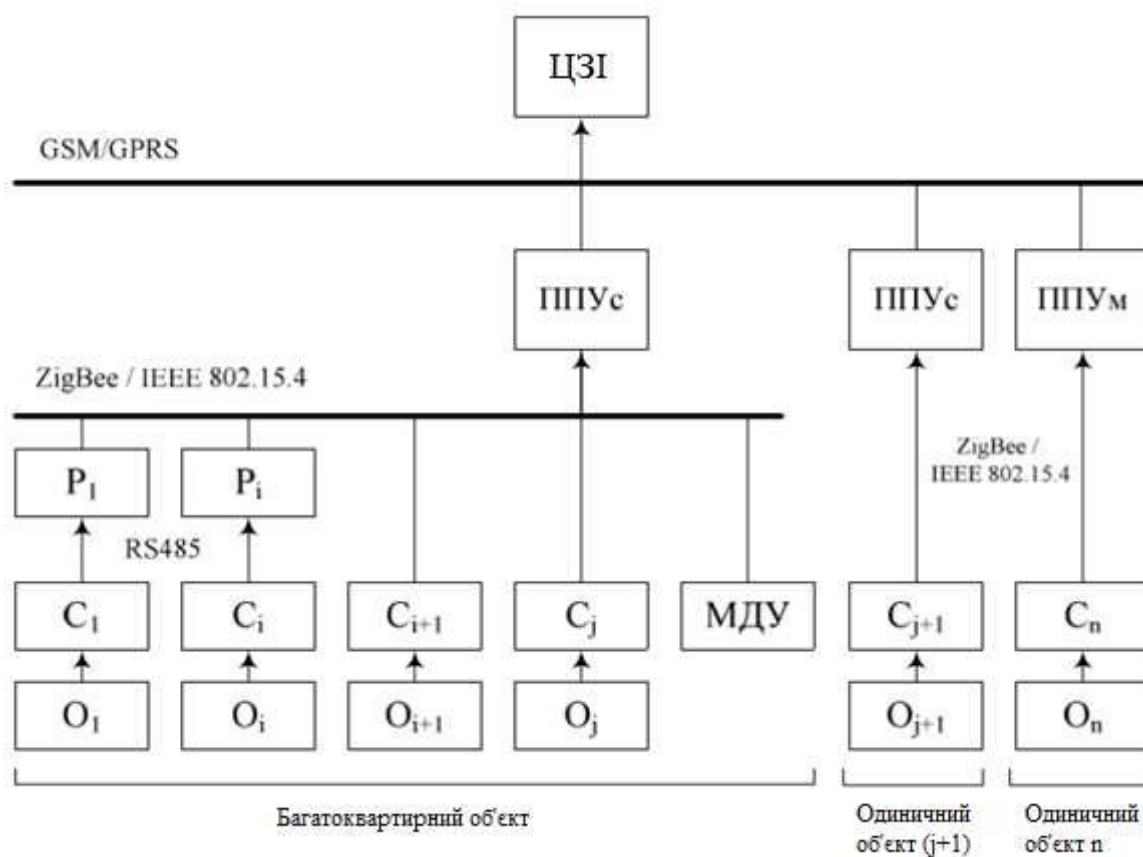 ЦЗІ
GSM/GPRS
ППУс ППУс ППУм
ZigBee / IEEE 802.15.4
ZigBee /
IEEE 802.15.4
P1 Pi
RS485
C1 Ci Ci+1 Cj МДУ Cj+1 Cn
O1 Oi Oi+1 Oj Oj+1 On
Багатоквартирний об'єкт
Одиничний
об'єкт (j+1)
Одиничний
об'єкт n